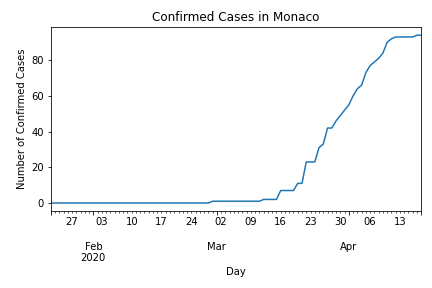 Confirmed Cases in Monaco
Number of Confirmed Cases
80
60
40
20
0
27 03 10 17 24 02 09 16 23 30 06 13
Feb Mar Apr
2020
Day